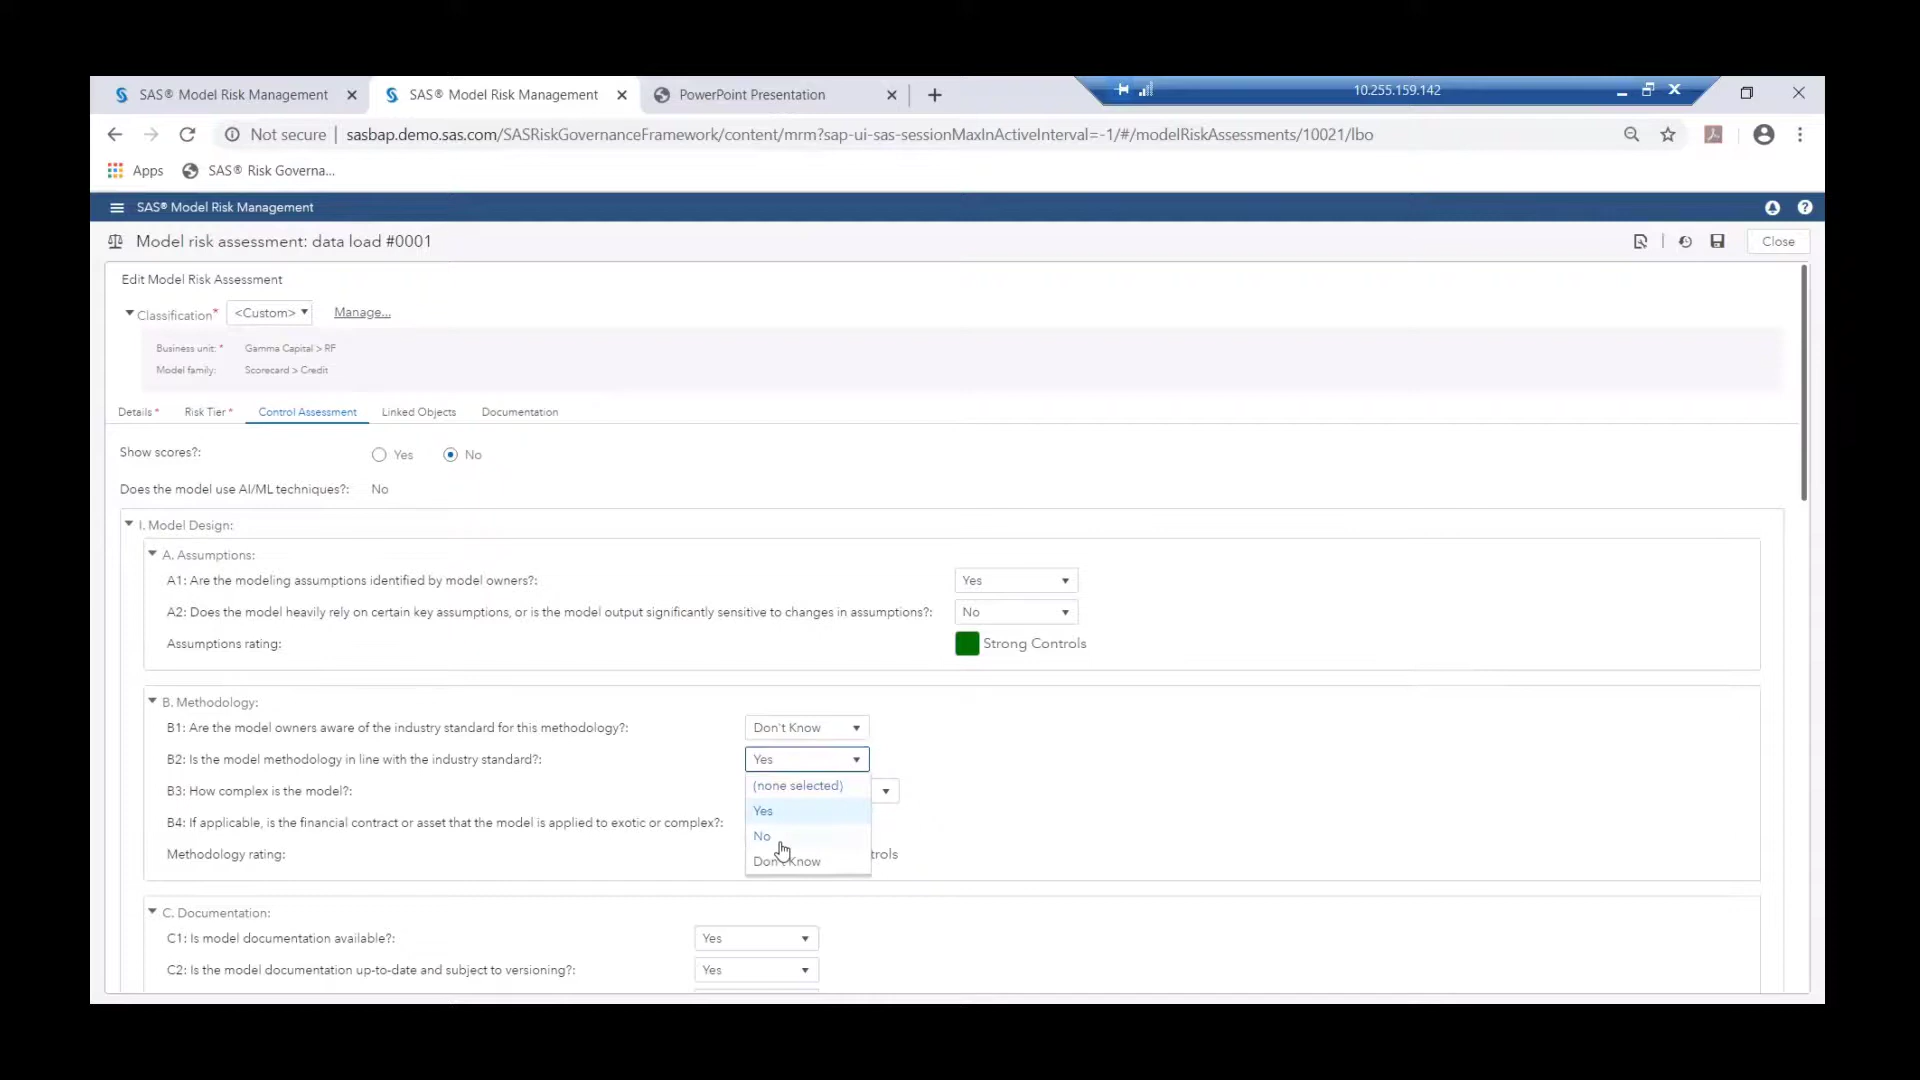 SAS® Model Risk Management
SAS® Model Risk Management
PowerPoint Presentation
10.255.159.142
Not secure
sasbap.demo.sas.com/SASRiskGovernanceFramework/content/mrm?sap-ui-sas-sessionMaxInActiveInterval=-1/#/modelRiskAssessments/10021/lbo
Apps
SAS® Risk Governa...
SAS® Model Risk Management
Model risk assessment: data load #0001
Close
Edit Model Risk Assessment
Classification* <Custom> Manage...
Business unit: * Gamma Capital > RF
Model family: Scorecard > Credit
Details* Risk Tier* Control Assessment Linked Objects Documentation
Show scores?: Yes No
Does the model use AI/ML techniques?: No
I. Model Design:
A. Assumptions:
A1: Are the modeling assumptions identified by model owners?: Yes
A2: Does the model heavily rely on certain key assumptions, or is the model output significantly sensitive to changes in assumptions?: No
Assumptions rating: Strong Controls
B. Methodology:
B1: Are the model owners aware of the industry standard for this methodology?: Don't Know
B2: Is the model methodology in line with the industry standard?: Yes
(none selected)
B3: How complex is the model?:
Yes
B4: If applicable, is the financial contract or asset that the model is applied to exotic or complex?:
No
Methodology rating: trols
Don't Know
C. Documentation:
C1: Is model documentation available?: Yes
C2: Is the model documentation up-to-date and subject to versioning?: Yes